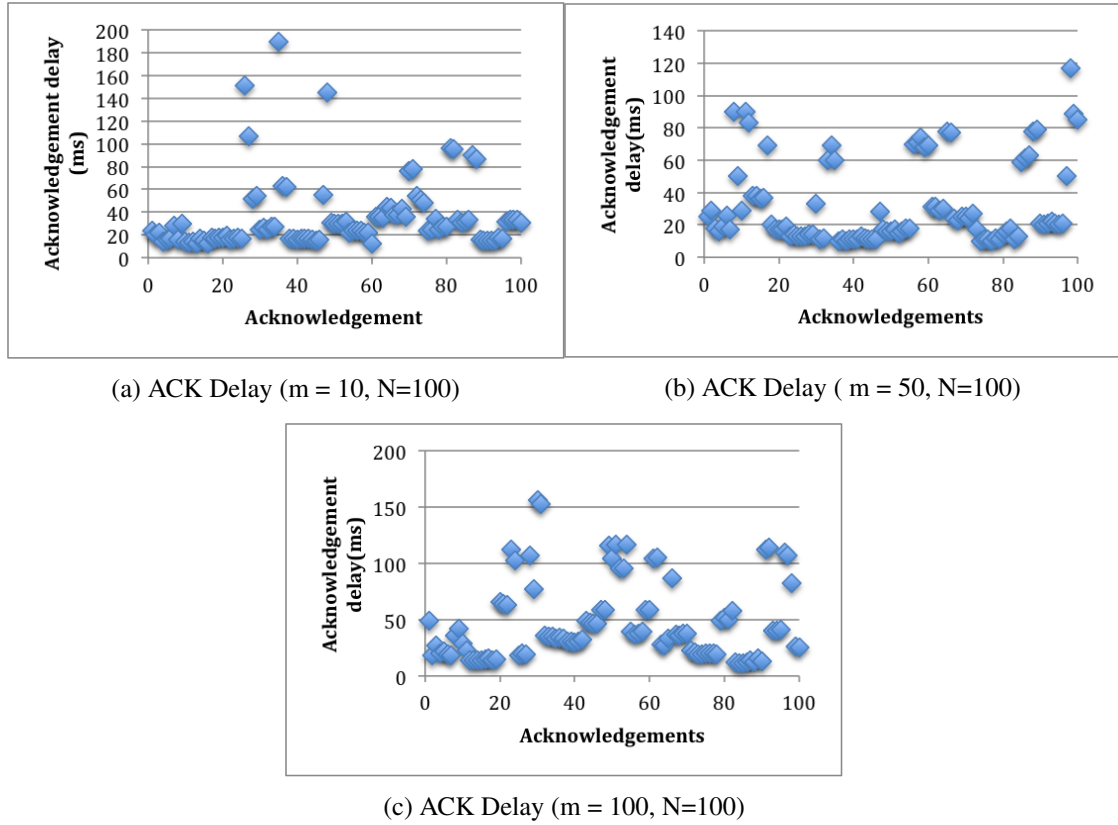 200
180
160
140
120
100
80
60
40
20
0
Acknowledgement delay
(ms)
0 20 40 60 80 100
Acknowledgement
(a) ACK Delay (m = 10, N=100)
140
120
100
80
60
40
20
0
Acknowledgement
delay(ms)
0 20 40 60 80 100
Acknowledgements
(b) ACK Delay ( m = 50, N=100)
200
150
100
50
0
Acknowledgement
delay(ms)
0 20 40 60 80 100
Acknowledgements
(c) ACK Delay (m = 100, N=100)